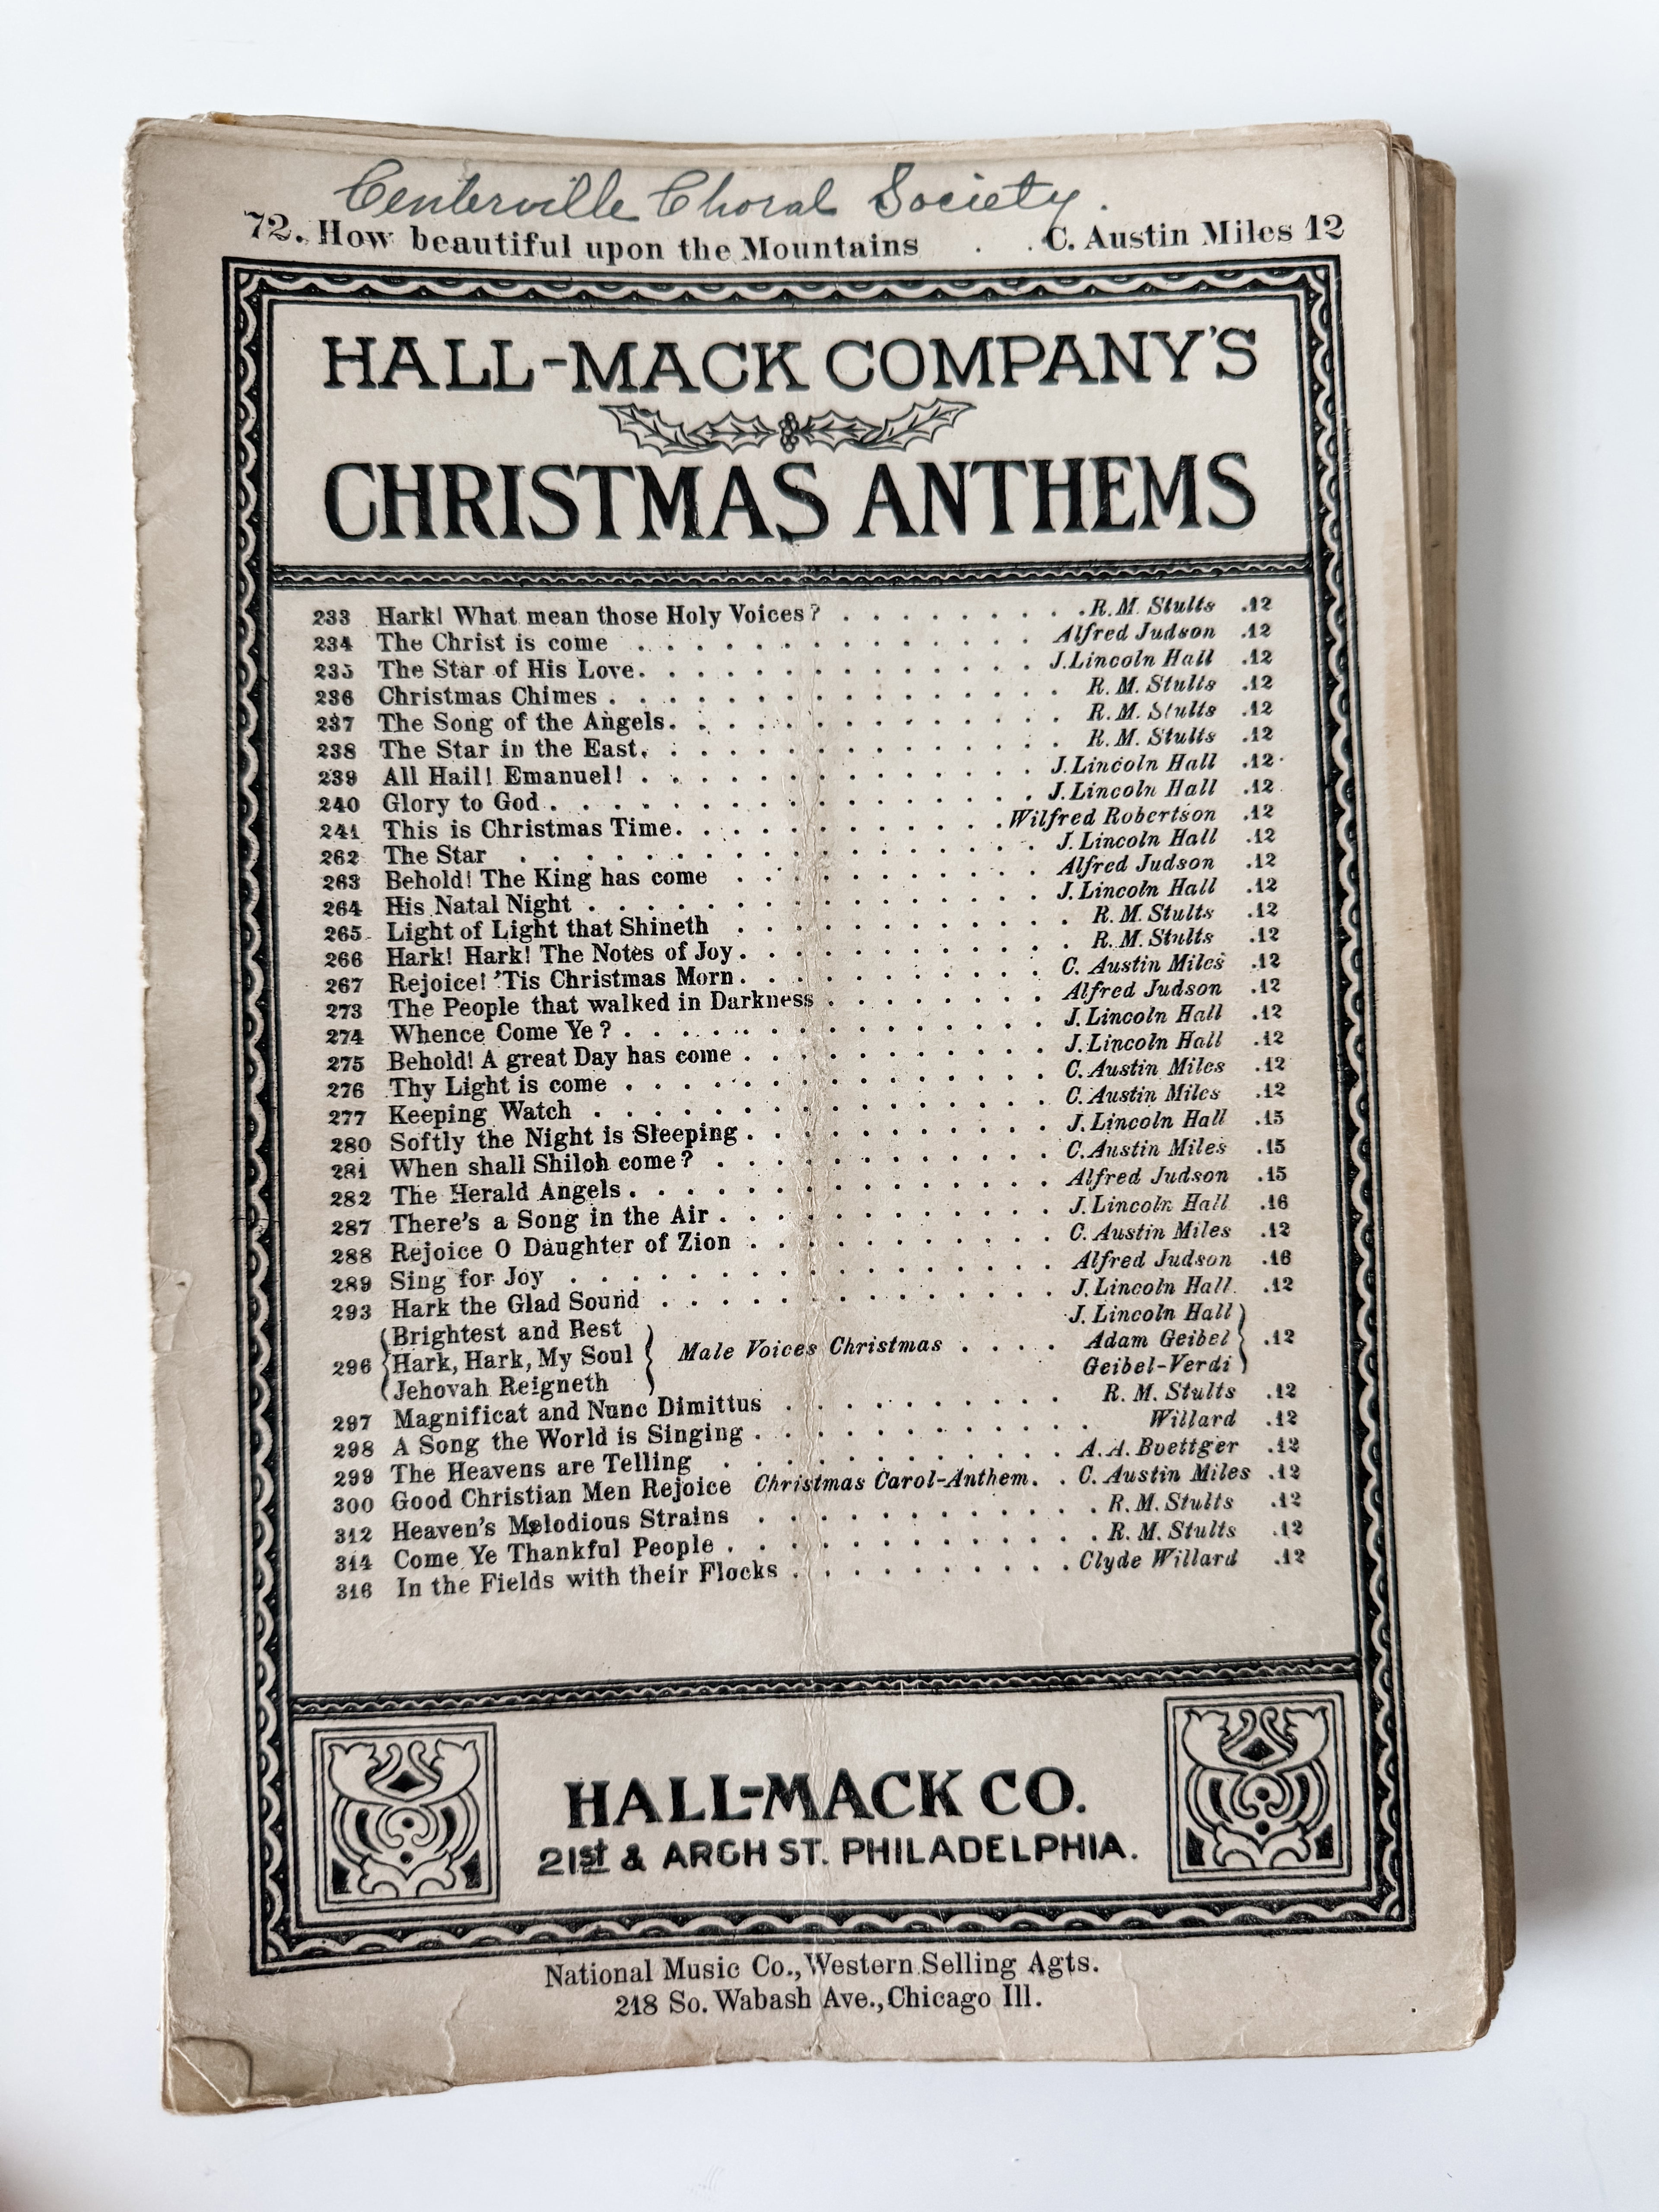 Centerville Choral Society.
72. How beautiful upon the Mountains . . C. Austin Miles 12
HALL-MACK COMPANY'S
CHRISTMAS ANTHEMS
233 Hark! What mean those Holy Voices? . . . . . . . . . R. M. Stults .12
234 The Christ is come . . . . . . . . . . . . . Alfred Judson .12
235 The Star of His Love. . . . . . . . . . . . . . J. Lincoln Hall .12
236 Christmas Chimes . . . . . . . . . . . . . . . R. M. Stults .12
237 The Song of the Angels. . . . . . . . . . . . . . R. M. Stults .12
238 The Star in the East. . . . . . . . . . . . . . . R. M. Stults .12
239 All Hail! Emanuel! . . . . . . . . . . . . . J. Lincoln Hall .12
240 Glory to God . . . . . . . . . . . . . . . . J. Lincoln Hall .12
241 This is Christmas Time. . . . . . . . . . . . Wilfred Robertson .12
262 The Star . . . . . . . . . . . . . . . . J. Lincoln Hall .12
263 Behold! The King has come . . . . . . . . . . Alfred Judson .12
264 His Natal Night . . . . . . . . . . . . . . . J. Lincoln Hall .12
265 Light of Light that Shineth . . . . . . . . . . . R. M. Stults .12
266 Hark! Hark! The Notes of Joy. . . . . . . . . . . . R. M. Stults .12
267 Rejoice! 'Tis Christmas Morn . . . . . . . . . . . C. Austin Miles .12
273 The People that walked in Darkness . . . . . . . . Alfred Judson .12
274 Whence Come Ye? . . . . . . . . . . . . . . J. Lincoln Hall .12
275 Behold! A great Day has come . . . . . . . . . . J. Lincoln Hall .12
276 Thy Light is come . . . . . . . . . . . . . . C. Austin Miles .12
277 Keeping Watch . . . . . . . . . . . . . . . C. Austin Miles .12
280 Softly the Night is Sleeping . . . . . . . . . . . J. Lincoln Hall .15
281 When shall Shiloh come? . . . . . . . . . . . . C. Austin Miles .15
282 The Herald Angels . . . . . . . . . . . . . . Alfred Judson .15
287 There's a Song in the Air . . . . . . . . . . . . J. Lincoln Hall .16
288 Rejoice O Daughter of Zion . . . . . . . . . . . C. Austin Miles .12
289 Sing for Joy . . . . . . . . . . . . . . . . Alfred Judson .16
293 Hark the Glad Sound . . . . . . . . . . . . . J. Lincoln Hall .12
Brightest and Rest J. Lincoln Hall
296 Hark, Hark, My Soul Male Voices Christmas . . . . Adam Geibel .12
Jehovah Reigneth Geibel-Verdi
297 Magnificat and Nunc Dimittus . . . . . . . . . . R. M. Stults .12
298 A Song the World is Singing . . . . . . . . . . . Willard .12
299 The Heavens are Telling . . . . . . . . . . . . A. A. Boettger .12
300 Good Christian Men Rejoice Christmas Carol-Anthem. . C. Austin Miles .12
312 Heaven's Melodious Strains . . . . . . . . . . . R. M. Stults .12
314 Come Ye Thankful People . . . . . . . . . . . . R. M. Stults .12
316 In the Fields with their Flocks . . . . . . . . . . Clyde Willard .12
HALL-MACK CO.
21st & ARCH ST. PHILADELPHIA.
National Music Co., Western Selling Agts.
218 So. Wabash Ave., Chicago Ill.